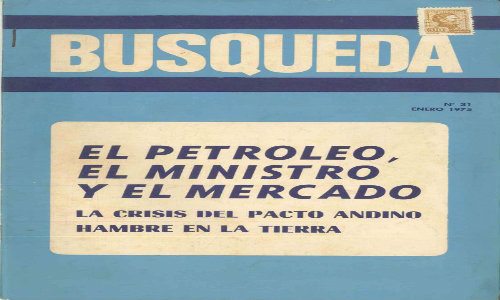 BUSQUEDA
Nº 31
ENERO 1975
EL PETROLEO,
EL MINISTRO
Y EL MERCADO
LA CRISIS DEL PACTO ANDINO
HAMBRE EN LA TIERRA